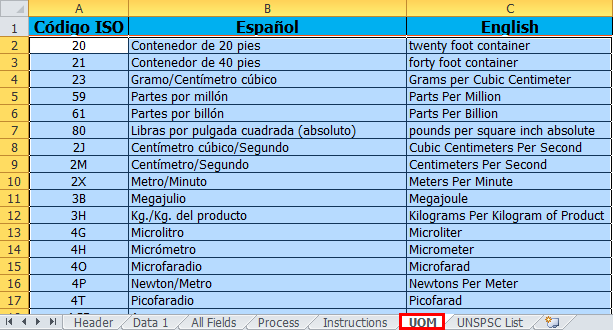 A B C
1 Código ISO Español English
2 20 Contenedor de 20 pies twenty foot container
3 21 Contenedor de 40 pies forty foot container
4 23 Gramo/Centímetro cúbico Grams per Cubic Centimeter
5 59 Partes por millón Parts Per Million
6 61 Partes por billón Parts Per Billion
7 80 Libras por pulgada cuadrada (absoluto) pounds per square inch absolute
8 2J Centímetro cúbico/Segundo Cubic Centimeters Per Second
9 2M Centímetro/Segundo Centimeters Per Second
10 2X Metro/Minuto Meters Per Minute
11 3B Megajulio Megajoule
12 3H Kg./Kg. del producto Kilograms Per Kilogram of Product
13 4G Microlitro Microliter
14 4H Micrómetro Micrometer
15 4O Microfaradio Microfarad
16 4P Newton/Metro Newtons Per Meter
17 4T Picofaradio Picofarad
Header Data 1 All Fields Process Instructions UOM UNSPSC List